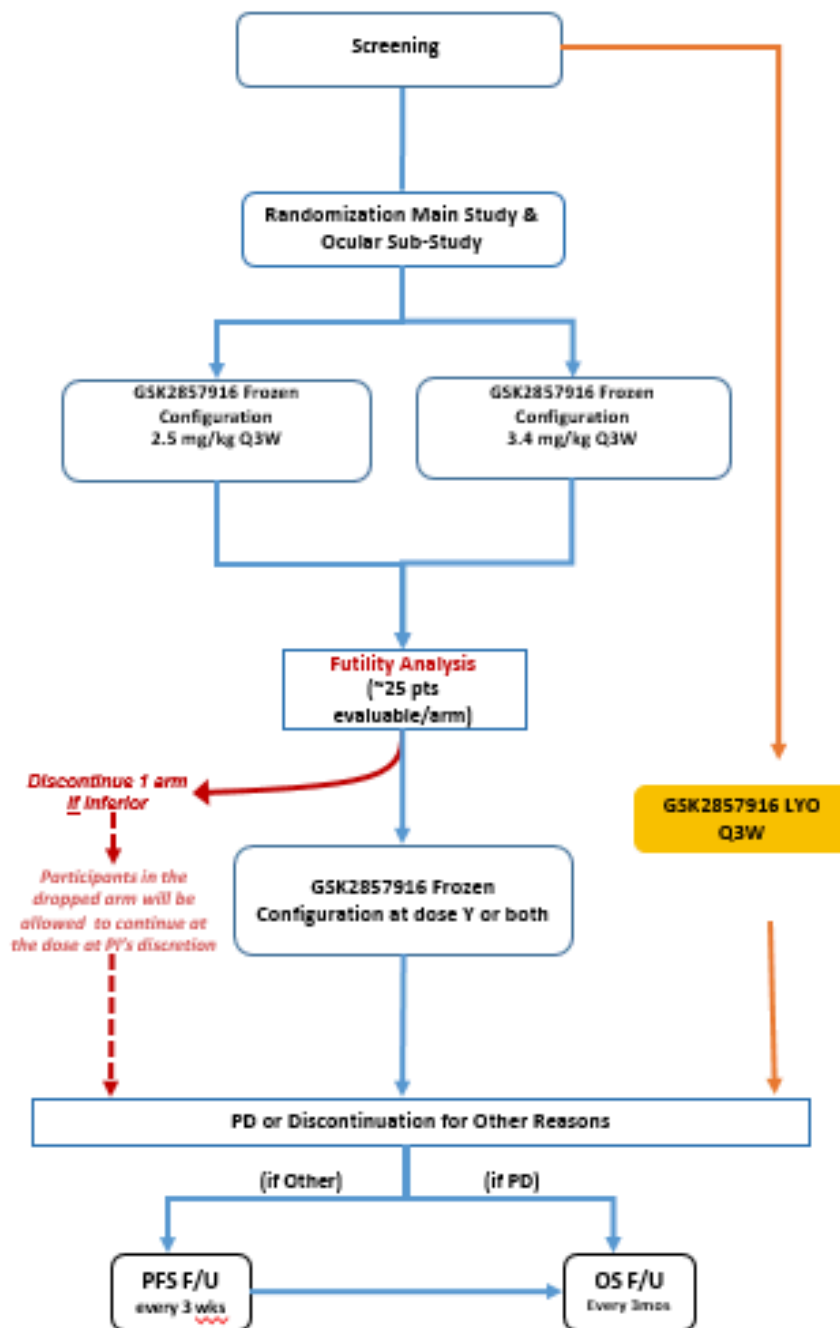 Screening
Randomization Main Study &
Ocular Sub-Study
GSK2857916 Frozen
Configuration
2.5 mg/kg Q3W
GSK2857916 Frozen
Configuration
3.4 mg/kg Q3W
Futility Analysis
(~25 pts
evaluable/arm)
Discontinue 1 arm
If Inferior
Participants in the
dropped arm will be
allowed to continue at
the dose at PI's discretion
GSK2857916 LYO
Q3W
GSK2857916 Frozen
Configuration at dose Y or both
PD or Discontinuation for Other Reasons
(if Other)
(if PD)
PFS F/U
every 3 wks
OS F/U
Every 3mos